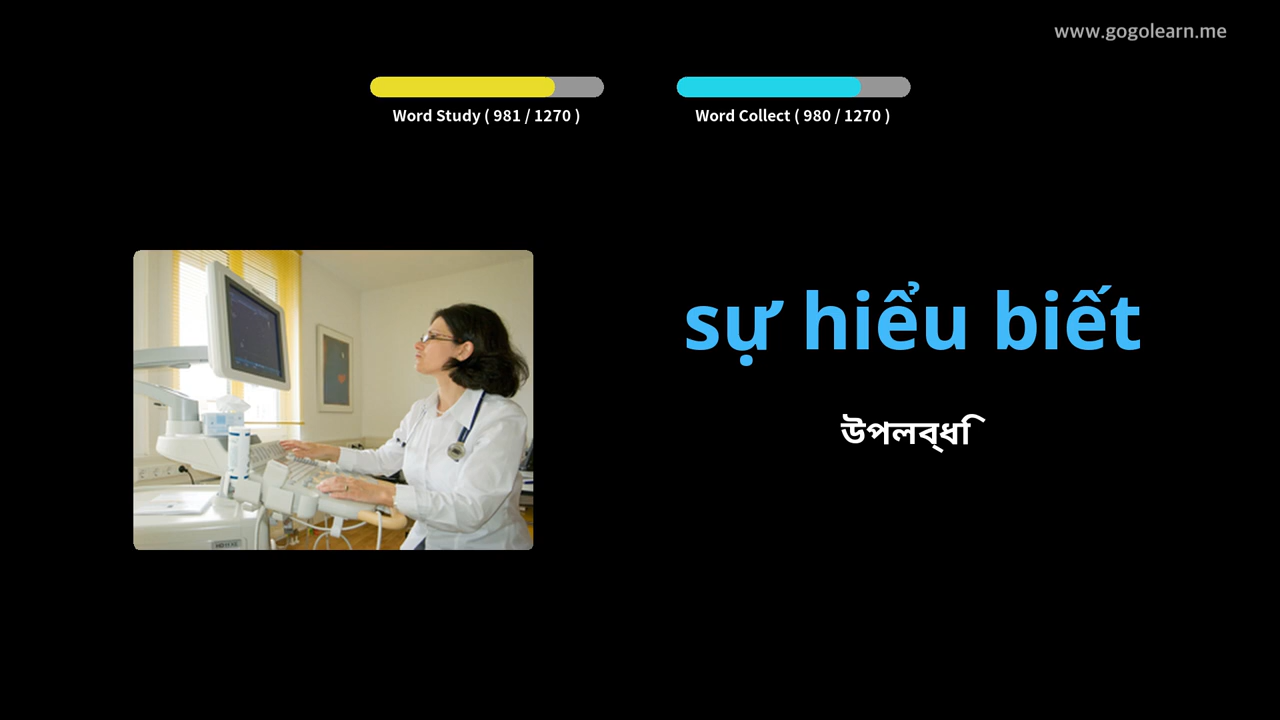 www.gogolearn.me
Word Study ( 981 / 1270 )
Word Collect ( 980 / 1270 )
sự hiểu biết
উপলব্ধি